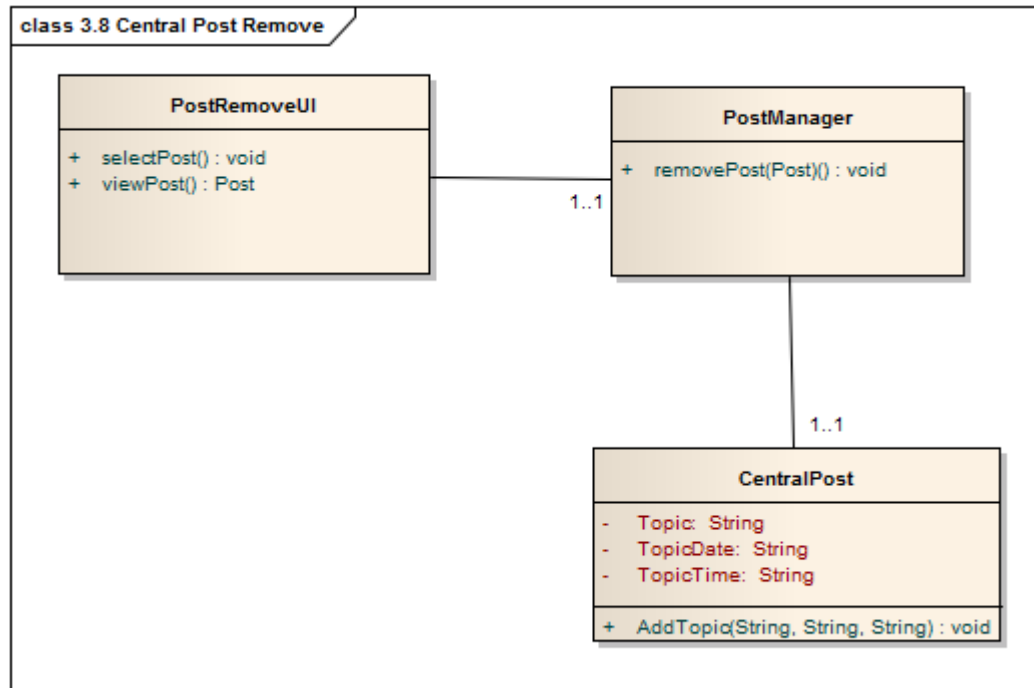 class 3.8 Central Post Remove
PostRemoveUI
+ selectPost() : void
+ viewPost() : Post
1..1
PostManager
+ removePost(Post)() : void
1..1
CentralPost
- Topic: String
- TopicDate: String
- TopicTime: String
+ AddTopic(String, String, String) : void